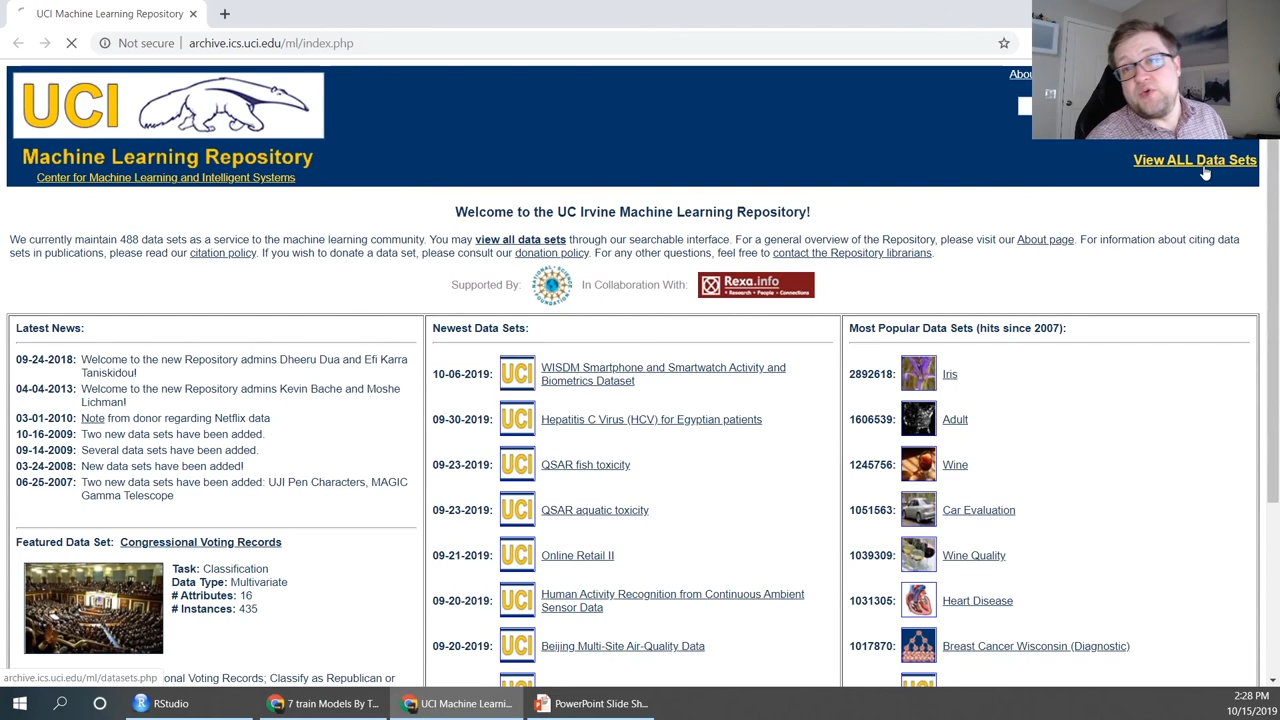 UCI Machine Learning Repository
Not secure | archive.ics.uci.edu/ml/index.php
UCI
Machine Learning Repository
Center for Machine Learning and Intelligent Systems
View ALL Data Sets
Welcome to the UC Irvine Machine Learning Repository!
We currently maintain 488 data sets as a service to the machine learning community. You may view all data sets through our searchable interface. For a general overview of the Repository, please visit our About page. For information about citing data
sets in publications, please read our citation policy. If you wish to donate a data set, please consult our donation policy. For any other questions, feel free to contact the Repository librarians.
Supported By:
In Collaboration With:
Rexa.info
Research • People • Connections
Latest News:
09-24-2018: Welcome to the new Repository admins Dheeru Dua and Efi Karra
Taniskidou!
04-04-2013: Welcome to the new Repository admins Kevin Bache and Moshe
Lichman!
03-01-2010: Note from donor regarding Netflix data
10-16-2009: Two new data sets have been added.
09-14-2009: Several data sets have been added.
03-24-2008: New data sets have been added!
06-25-2007: Two new data sets have been added: UJI Pen Characters, MAGIC
Gamma Telescope
Featured Data Set: Congressional Voting Records
Task: Classification
Data Type: Multivariate
# Attributes: 16
# Instances: 435
onal Voting Records; Classify as Republican or
Newest Data Sets:
10-06-2019: UCI WISDM Smartphone and Smartwatch Activity and
Biometrics Dataset
09-30-2019: UCI Hepatitis C Virus (HCV) for Egyptian patients
09-23-2019: UCI QSAR fish toxicity
09-23-2019: UCI QSAR aquatic toxicity
09-21-2019: UCI Online Retail II
09-20-2019: UCI Human Activity Recognition from Continuous Ambient
Sensor Data
09-20-2019: UCI Beijing Multi-Site Air-Quality Data
Most Popular Data Sets (hits since 2007):
2892618: Iris
1606539: Adult
1245756: Wine
1051563: Car Evaluation
1039309: Wine Quality
1031305: Heart Disease
1017870: Breast Cancer Wisconsin (Diagnostic)
archive.ics.uci.edu/ml/datasets.php
RStudio
7 train Models By T...
UCI Machine Learni...
PowerPoint Slide Sh...
2:28 PM
10/15/2019